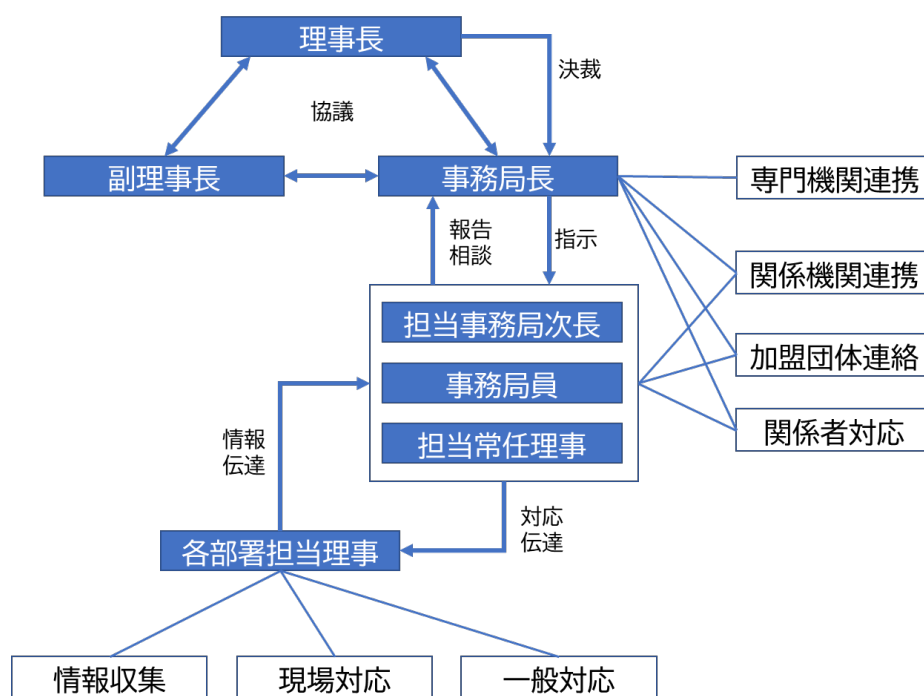 理事長
決裁
協議
副理事長
事務局長
専門機関連携
報告
相談
指示
関係機関連携
担当事務局次長
加盟団体連絡
事務局員
関係者対応
担当常任理事
情報
伝達
対応
伝達
各部署担当理事
情報収集
現場対応
一般対応